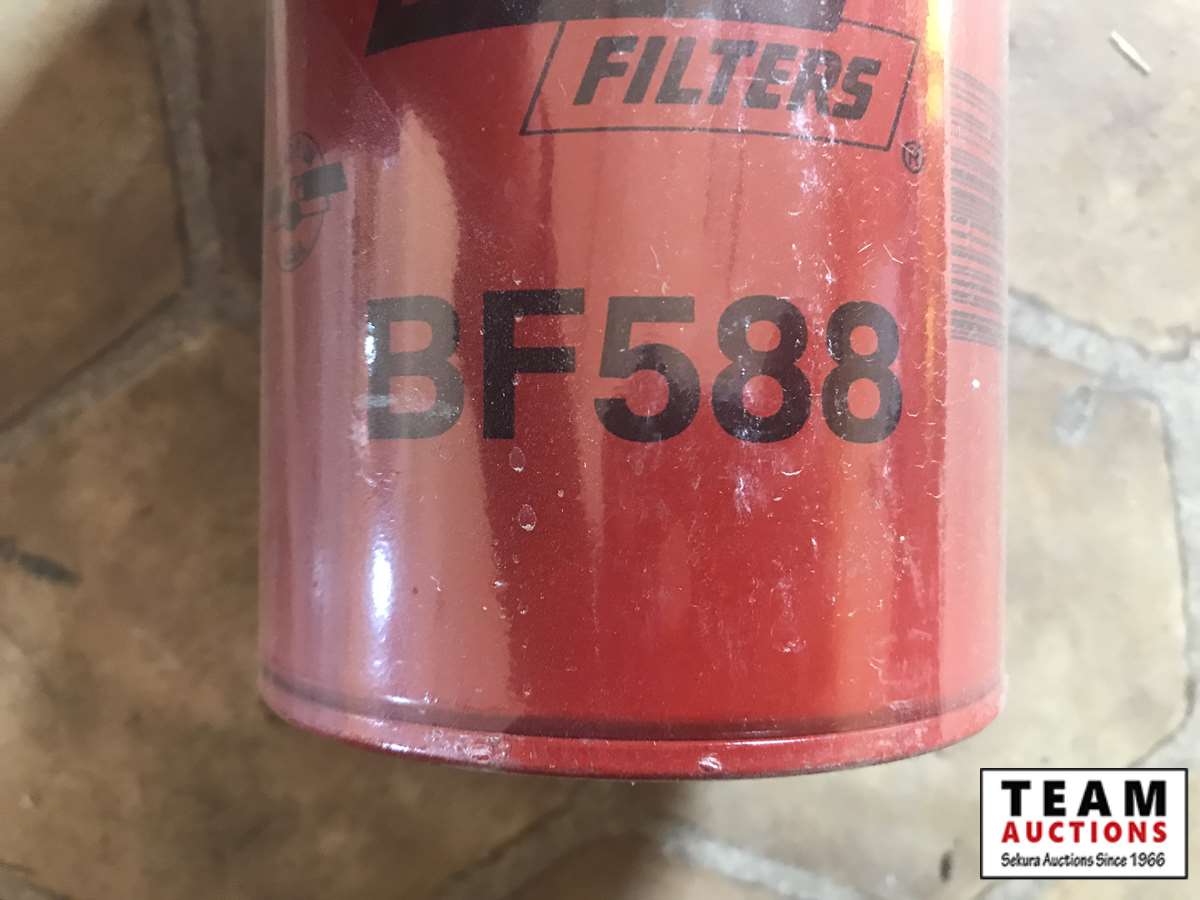 FILTERS
BF588
TEAM
AUCTIONS
Sekura Auctions Since 1966